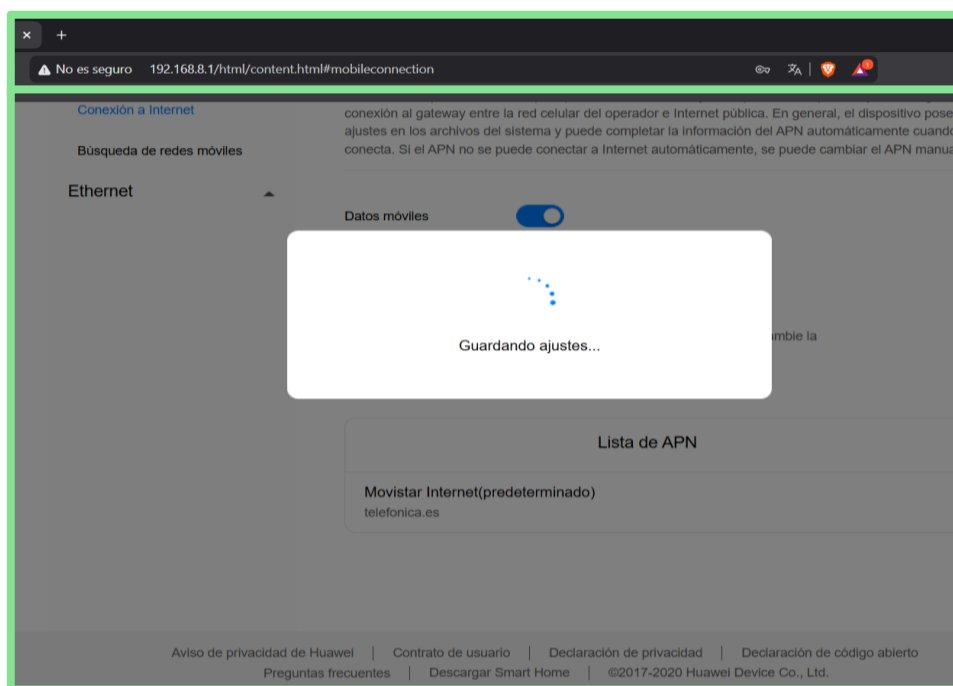 No es seguro 192.168.8.1/html/content.html#mobileconnection
Conexión a Internet
Búsqueda de redes móviles
Ethernet
conexión al gateway entre la red celular del operador e Internet pública. En general, el dispositivo pose
ajustes en los archivos del sistema y puede completar la información del APN automáticamente cuando
conecta. Si el APN no se puede conectar a Internet automáticamente, se puede cambiar el APN manua
Datos móviles
Guardando ajustes...
mbie la
Lista de APN
Movistar Internet(predeterminado)
telefonica.es
Aviso de privacidad de Huawei | Contrato de usuario | Declaración de privacidad | Declaración de código abierto
Preguntas frecuentes | Descargar Smart Home | ©2017-2020 Huawei Device Co., Ltd.